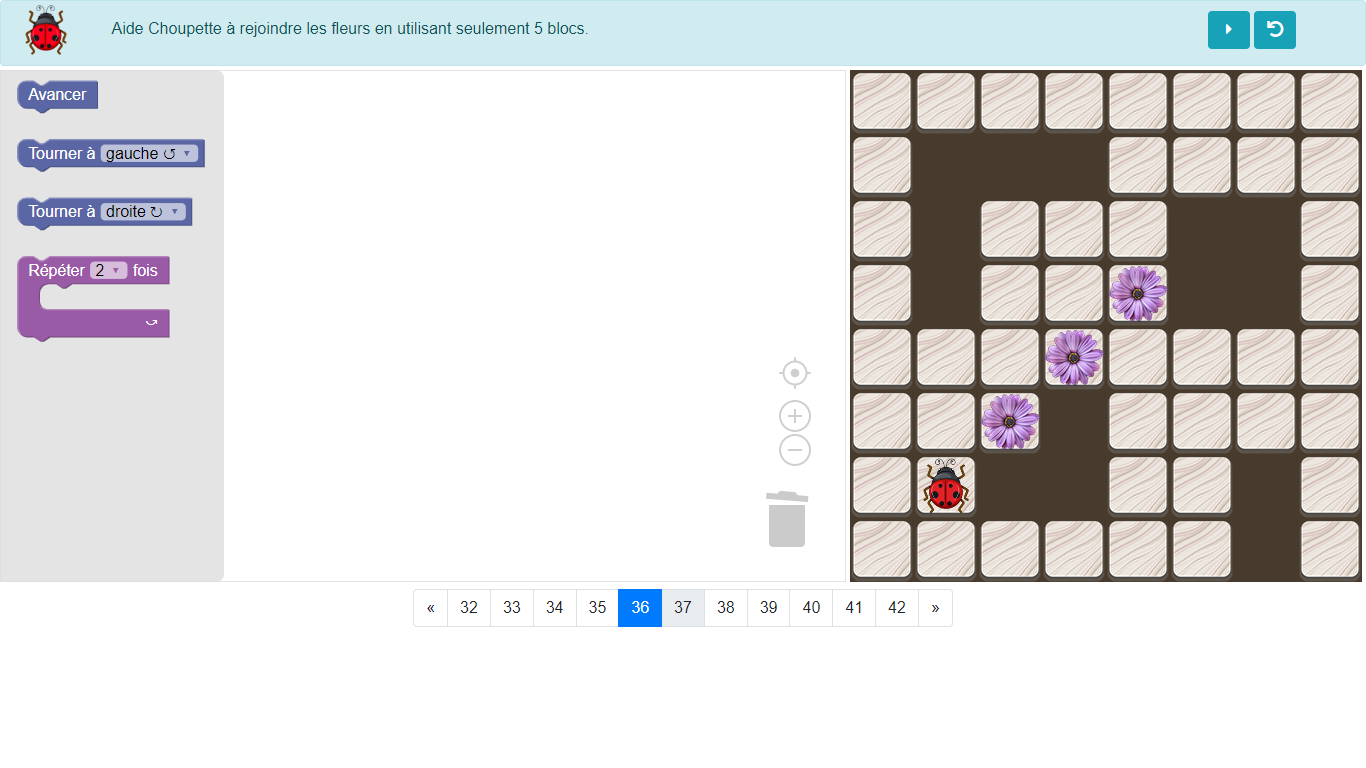 Aide Choupette à rejoindre les fleurs en utilisant seulement 5 blocs.
Avancer
Tourner à gauche ↺ ▾
Tourner à droite ↻ ▾
Répéter 2 ▾ fois
« 32 33 34 35 36 37 38 39 40 41 42 »